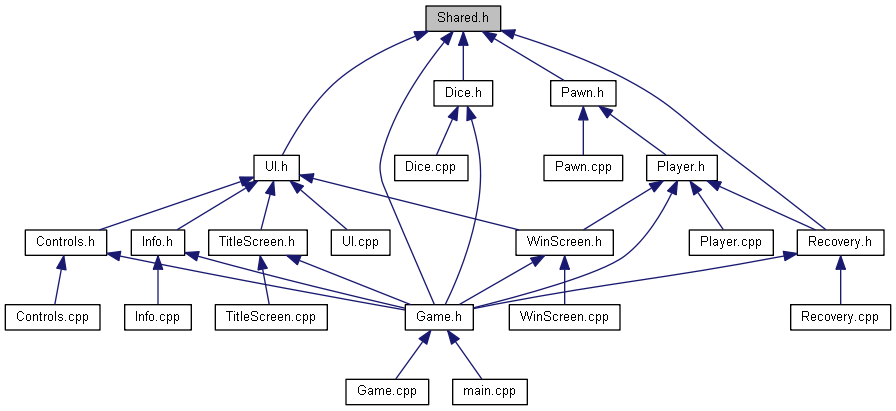 Shared.h
Dice.h
Pawn.h
UI.h
Dice.cpp
Pawn.cpp
Player.h
Controls.h
Info.h
TitleScreen.h
UI.cpp
WinScreen.h
Player.cpp
Recovery.h
Controls.cpp
Info.cpp
TitleScreen.cpp
Game.h
WinScreen.cpp
Recovery.cpp
Game.cpp
main.cpp